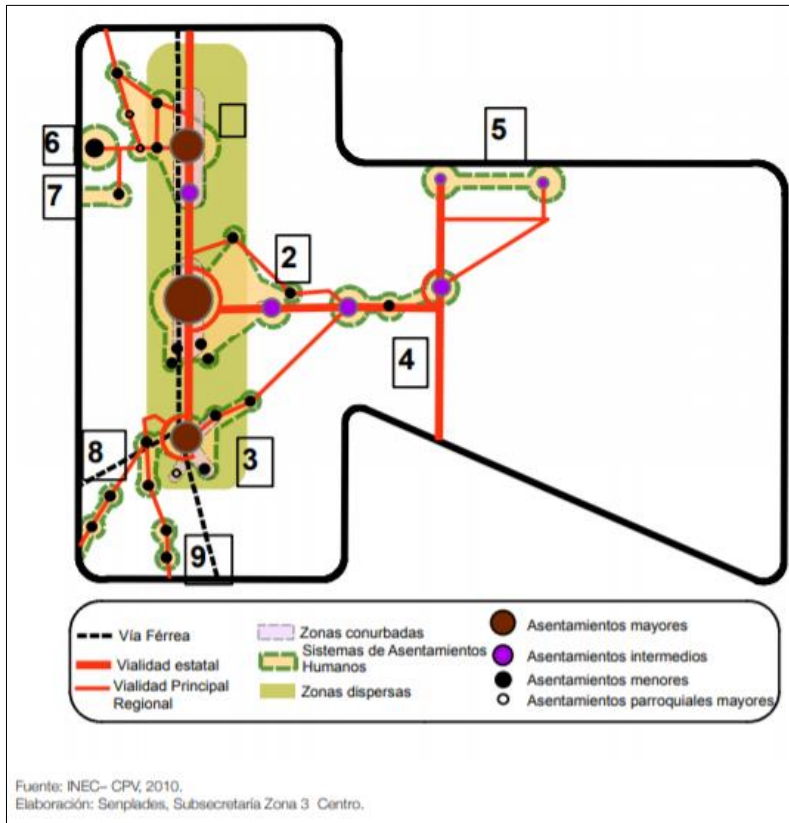 5
6
7
2
4
8
3
9
Vía Férrea
Vialidad estatal
Vialidad Principal
Regional
Zonas conurbadas
Sistemas de Asentamientos
Humanos
Zonas dispersas
Asentamientos mayores
Asentamientos intermedios
Asentamientos menores
Asentamientos parroquiales mayores
Fuente: INEC– CPV, 2010.
Elaboración: Senplades, Subsecretaría Zona 3 Centro.